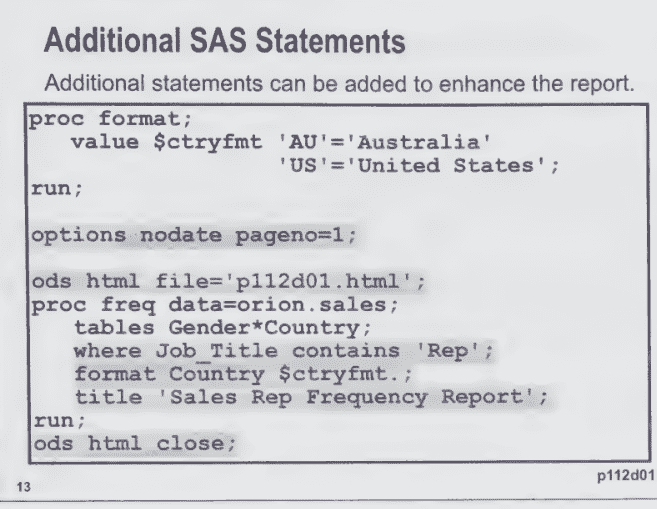 Additional SAS Statements
Additional statements can be added to enhance the report.
proc format;
   value $ctryfmt 'AU'='Australia'
                  'US'='United States';
run;
options nodate pageno=1;
ods html file='p112d01.html';
proc freq data=orion.sales;
   tables Gender*Country;
   where Job_Title contains 'Rep';
   format Country $ctryfmt.;
   title 'Sales Rep Frequency Report';
run;
ods html close;
p112d01
13